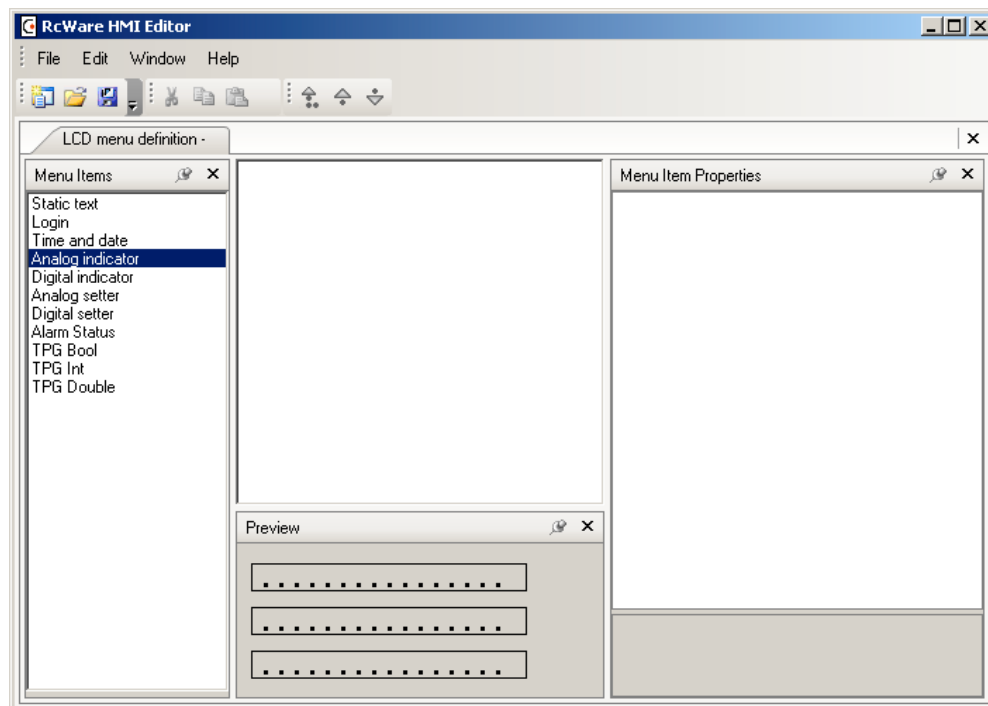 RcWare HMI Editor
File Edit Window Help
LCD menu definition -
Menu Items
Static text
Login
Time and date
Analog indicator
Digital indicator
Analog setter
Digital setter
Alarm Status
TPG Bool
TPG Int
TPG Double
Preview
................
................
................
Menu Item Properties